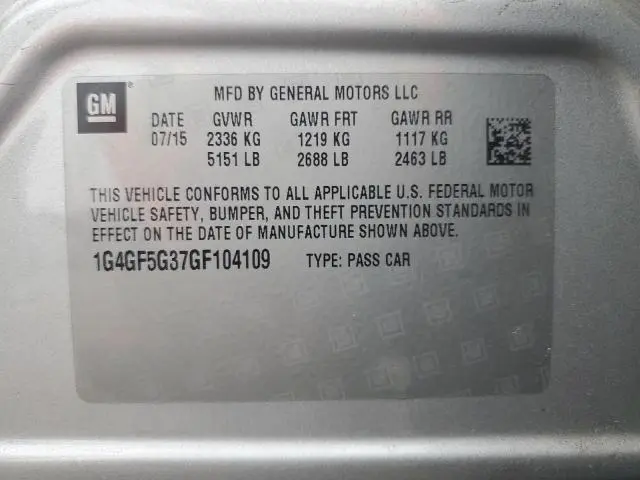 GM
MFD BY GENERAL MOTORS LLC
DATE GVWR GAWR FRT GAWR RR
07/15 2336 KG 1219 KG 1117 KG
5151 LB 2688 LB 2463 LB
THIS VEHICLE CONFORMS TO ALL APPLICABLE U.S. FEDERAL MOTOR
VEHICLE SAFETY, BUMPER, AND THEFT PREVENTION STANDARDS IN
EFFECT ON THE DATE OF MANUFACTURE SHOWN ABOVE.
1G4GF5G37GF104109 TYPE: PASS CAR